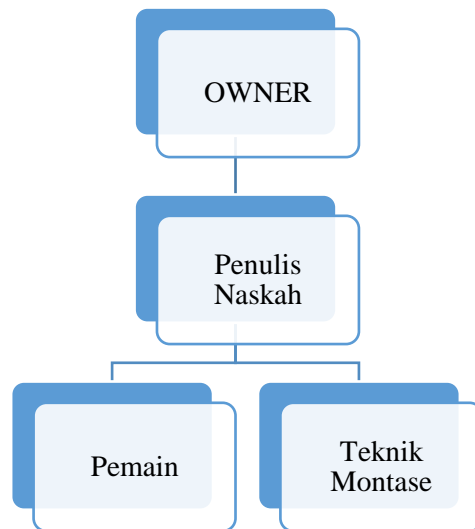 OWNER
Penulis
Naskah
Pemain
Teknik
Montase